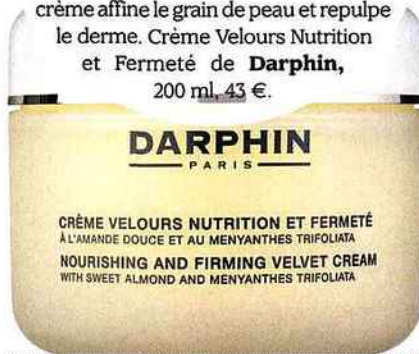 crème affine le grain de peau et repulpe
le derme. Crème Velours Nutrition
et Fermeté de Darphin,
200 ml, 43 €.
DARPHIN
PARIS
CRÈME VELOURS NUTRITION ET FERMETÉ
À L'AMANDE DOUCE ET AU MENYANTHES TRIFOLIATA
NOURISHING AND FIRMING VELVET CREAM
WITH SWEET ALMOND AND MENYANTHES TRIFOLIATA